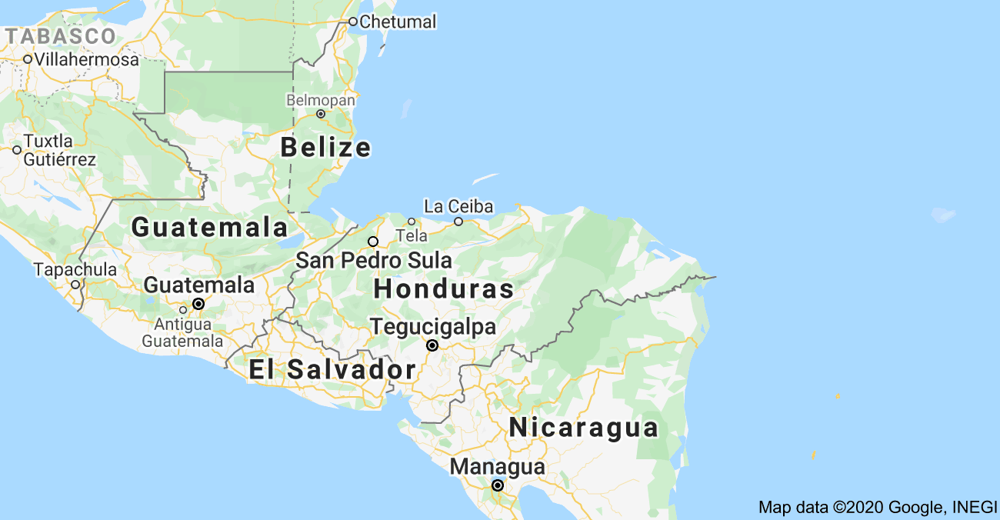 Chetumal
TABASCO
Villahermosa
Belmopan
Tuxtla
Gutiérrez
Belize
La Ceiba
Guatemala
Tela
San Pedro Sula
Tapachula
Guatemala
Honduras
Antigua
Guatemala
Tegucigalpa
El Salvador
Nicaragua
Managua
Map data ©2020 Google, INEGI